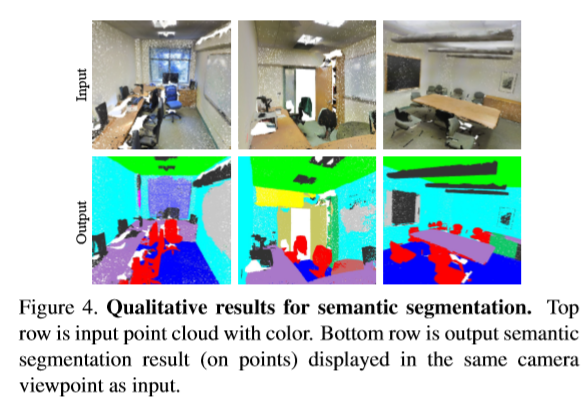 Input
Output
Figure 4. Qualitative results for semantic segmentation. Top
row is input point cloud with color. Bottom row is output semantic
segmentation result (on points) displayed in the same camera
viewpoint as input.